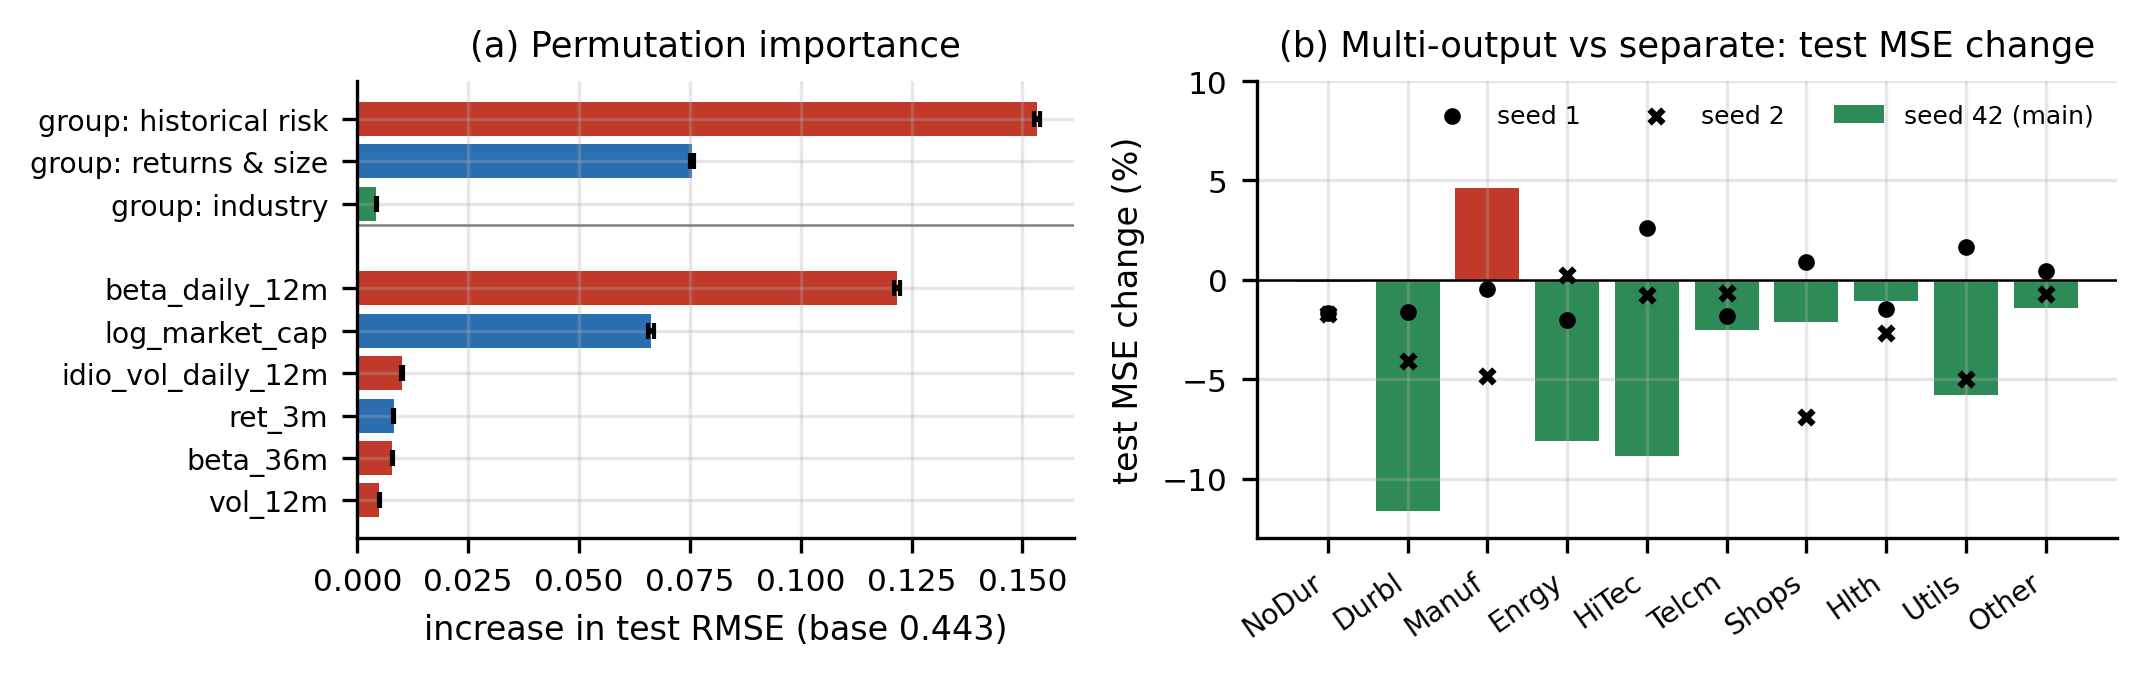 (a) Permutation importance
group: historical risk
group: returns & size
group: industry
beta_daily_12m
log_market_cap
idio_vol_daily_12m
ret_3m
beta_36m
vol_12m
0.000 0.025 0.050 0.075 0.100 0.125 0.150
increase in test RMSE (base 0.443)
(b) Multi-output vs separate: test MSE change
seed 1 seed 2 seed 42 (main)
test MSE change (%)
10
5
0
−5
−10
NoDur Durbl Manuf Enrgy HiTec Telcm Shops Hlth Utils Other